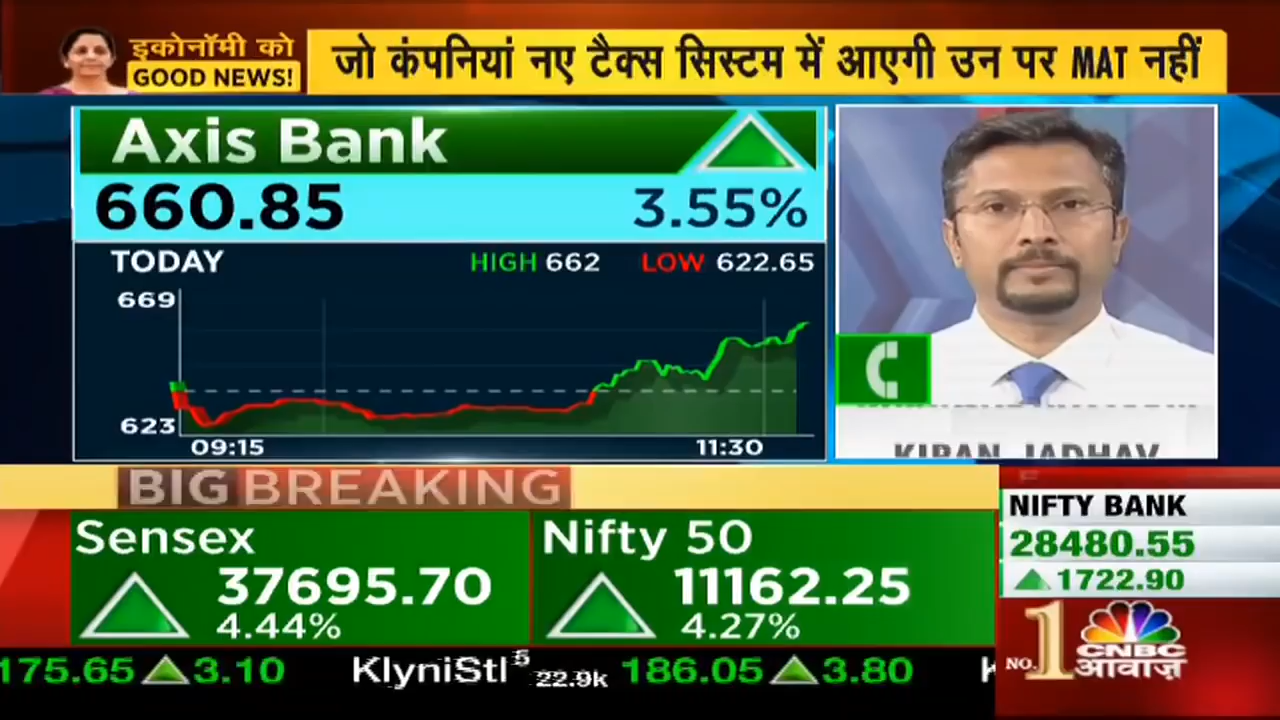 इकोनॉमी को
GOOD NEWS!
जो कंपनियां नए टैक्स सिस्टम में आएगी उन पर MAT नहीं
Axis Bank
660.85 3.55%
TODAY HIGH 662 LOW 622.65
669
623
09:15 11:30
KIRAN JADHAV
BIG BREAKING
Sensex
37695.70
4.44%
Nifty 50
11162.25
4.27%
NIFTY BANK
28480.55
1722.90
NO.1
CNBC
आवाज़
175.65 3.10 KlyniStl 5 22.9k 186.05 3.80